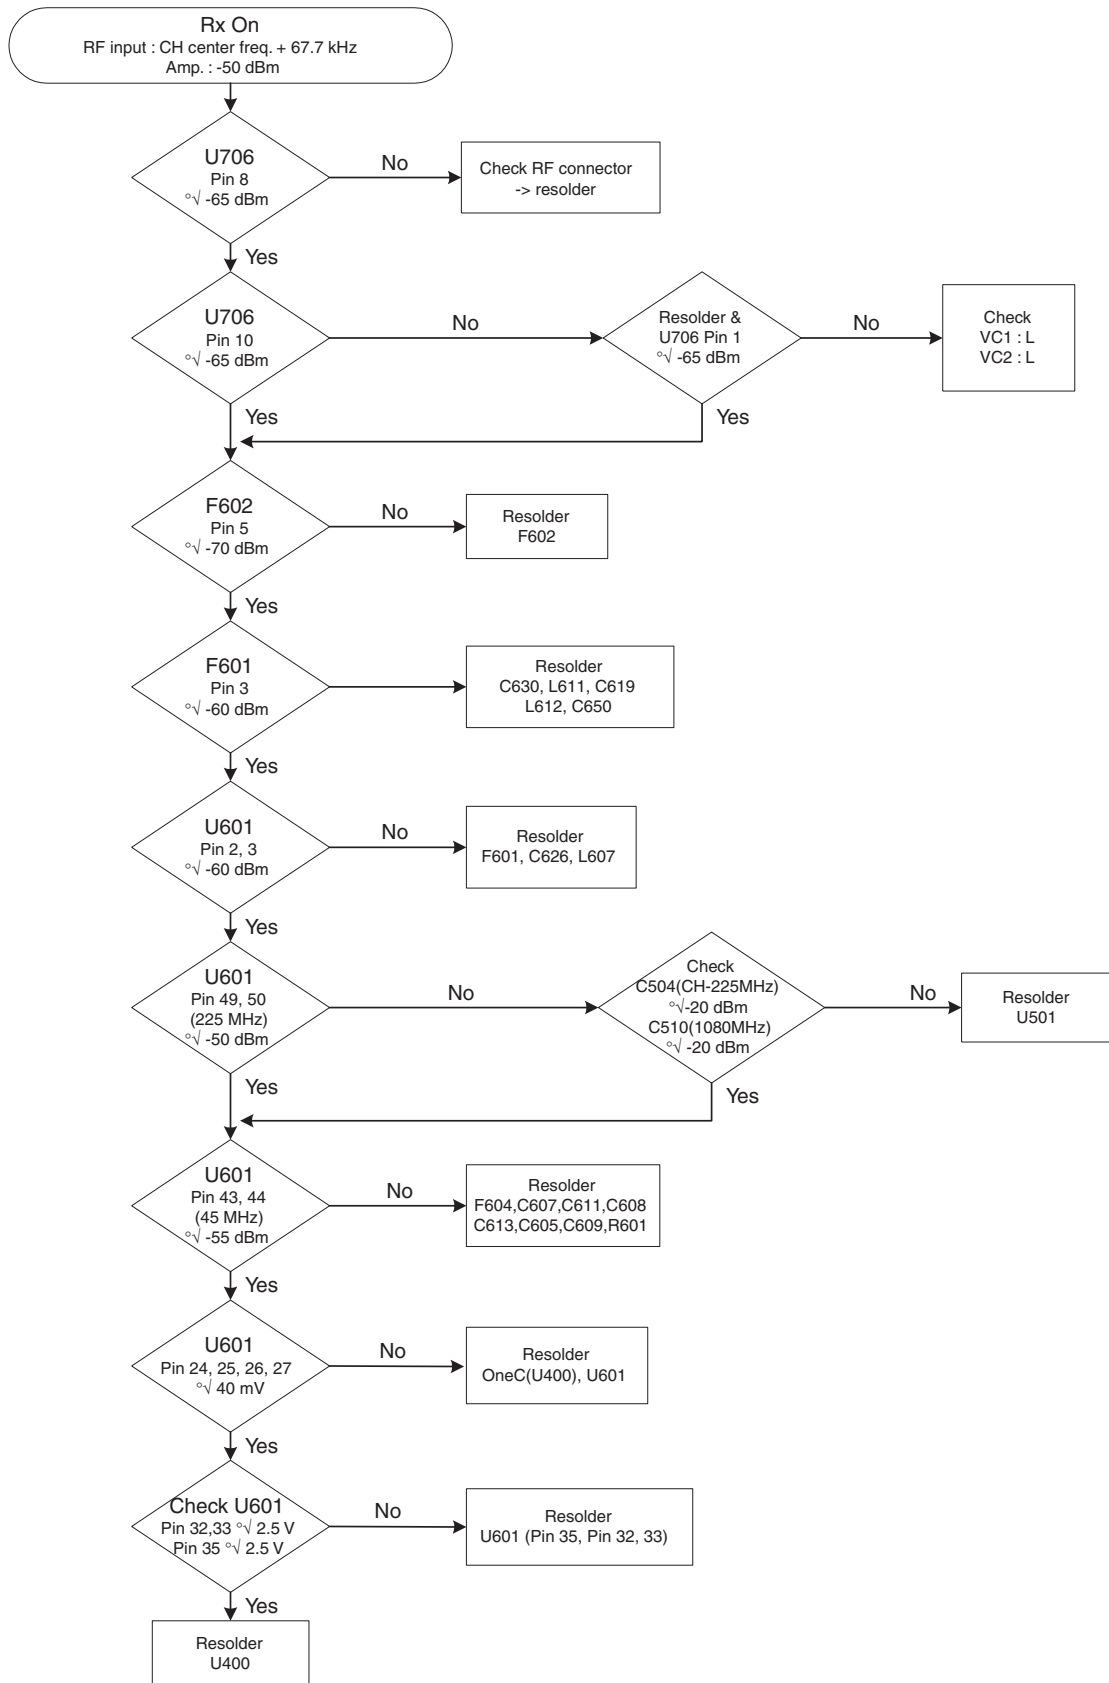 Rx On
RF input : CH center freq. + 67.7 kHz
Amp. : -50 dBm
U706
Pin 8
°√ -65 dBm
No
Check RF connector
-> resolder
Yes
U706
Pin 10
°√ -65 dBm
No
Resolder &
U706 Pin 1
°√ -65 dBm
No
Check
VC1 : L
VC2 : L
Yes
Yes
F602
Pin 5
°√ -70 dBm
No
Resolder
F602
Yes
F601
Pin 3
°√ -60 dBm
Resolder
C630, L611, C619
L612, C650
Yes
U601
Pin 2, 3
°√ -60 dBm
No
Resolder
F601, C626, L607
Yes
U601
Pin 49, 50
(225 MHz)
°√ -50 dBm
No
Check
C504(CH-225MHz)
°√-20 dBm
C510(1080MHz)
°√ -20 dBm
No
Resolder
U501
Yes
Yes
U601
Pin 43, 44
(45 MHz)
°√ -55 dBm
No
Resolder
F604,C607,C611,C608
C613,C605,C609,R601
Yes
U601
Pin 24, 25, 26, 27
°√ 40 mV
No
Resolder
OneC(U400), U601
Yes
Check U601
Pin 32,33 °√ 2.5 V
Pin 35 °√ 2.5 V
No
Resolder
U601 (Pin 35, Pin 32, 33)
Yes
Resolder
U400